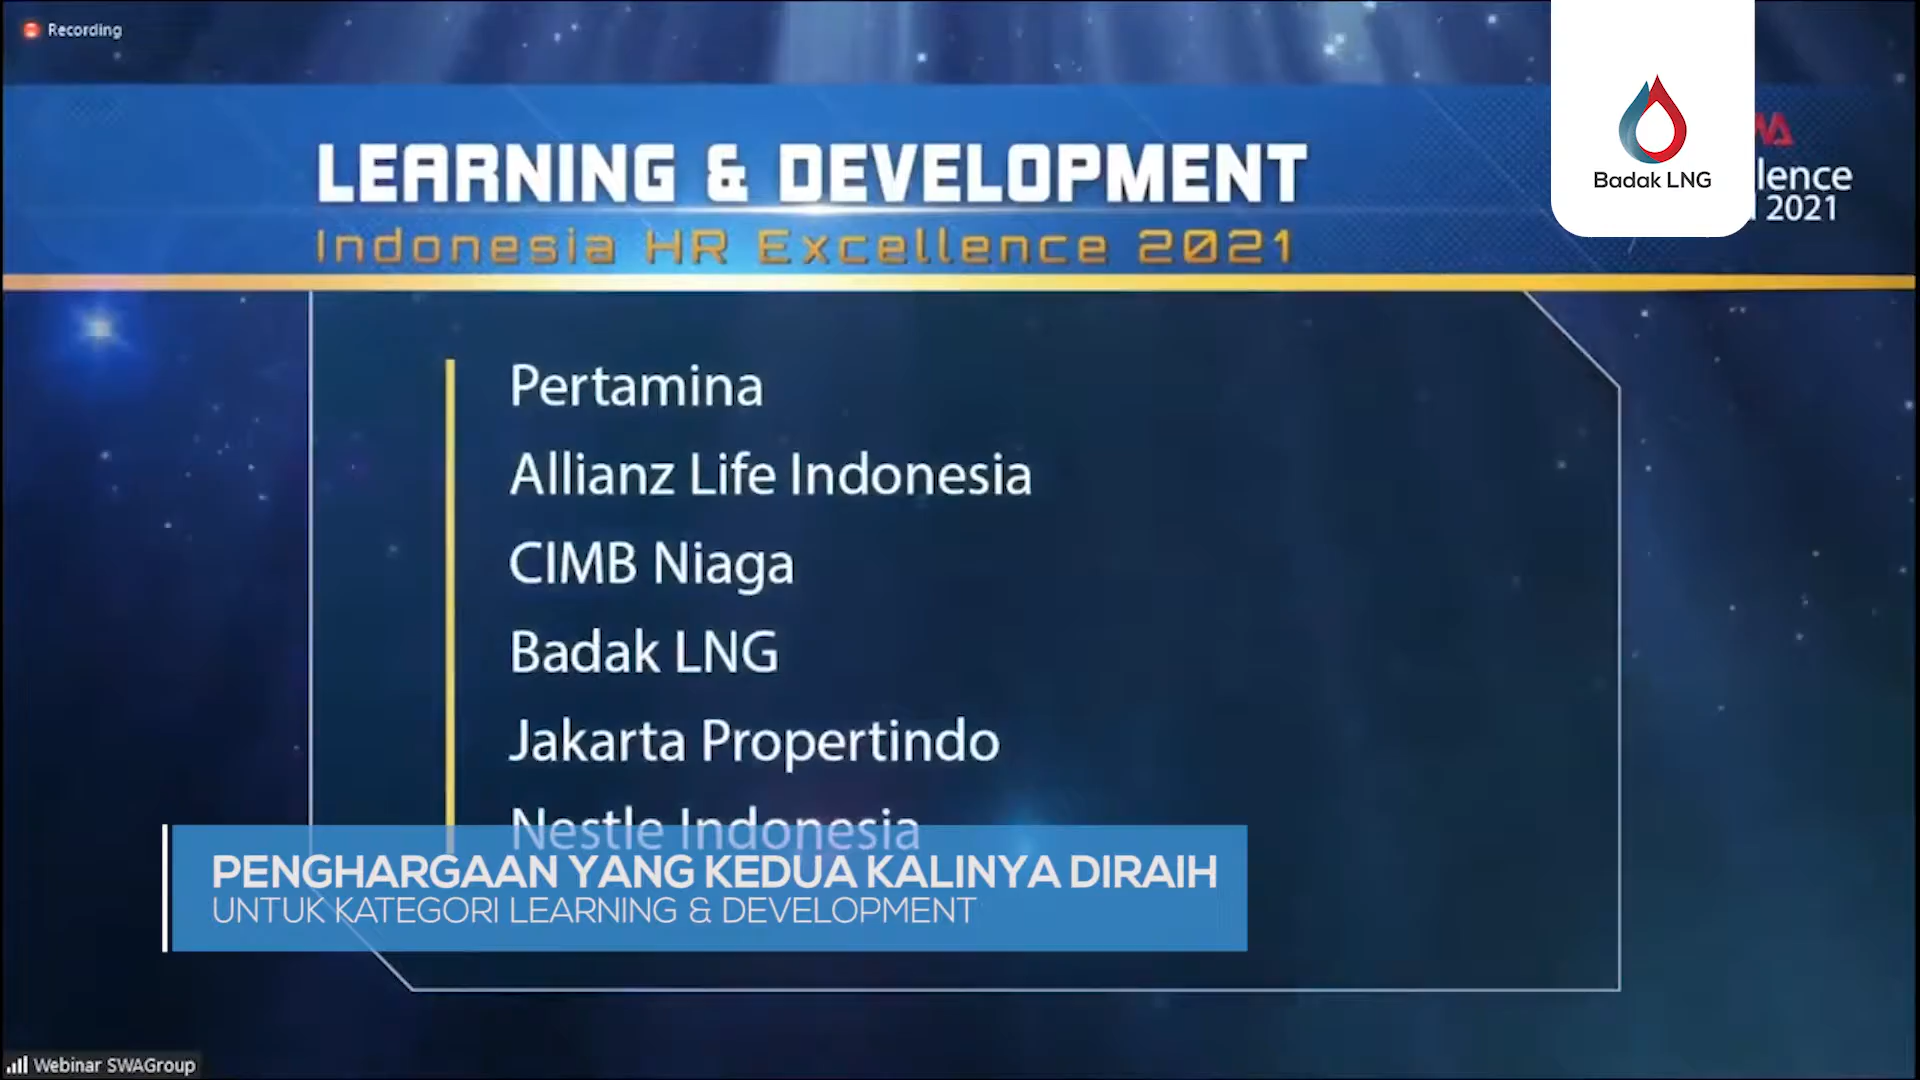 Recording
Badak LNG
2021
LEARNING & DEVELOPMENT
Indonesia HR Excellence 2021
Pertamina
Allianz Life Indonesia
CIMB Niaga
Badak LNG
Jakarta Propertindo
Nestle Indonesia
PENGHARGAAN YANG KEDUA KALINYA DIRAIH
UNTUK KATEGORI LEARNING & DEVELOPMENT
Webinar SWAGroup